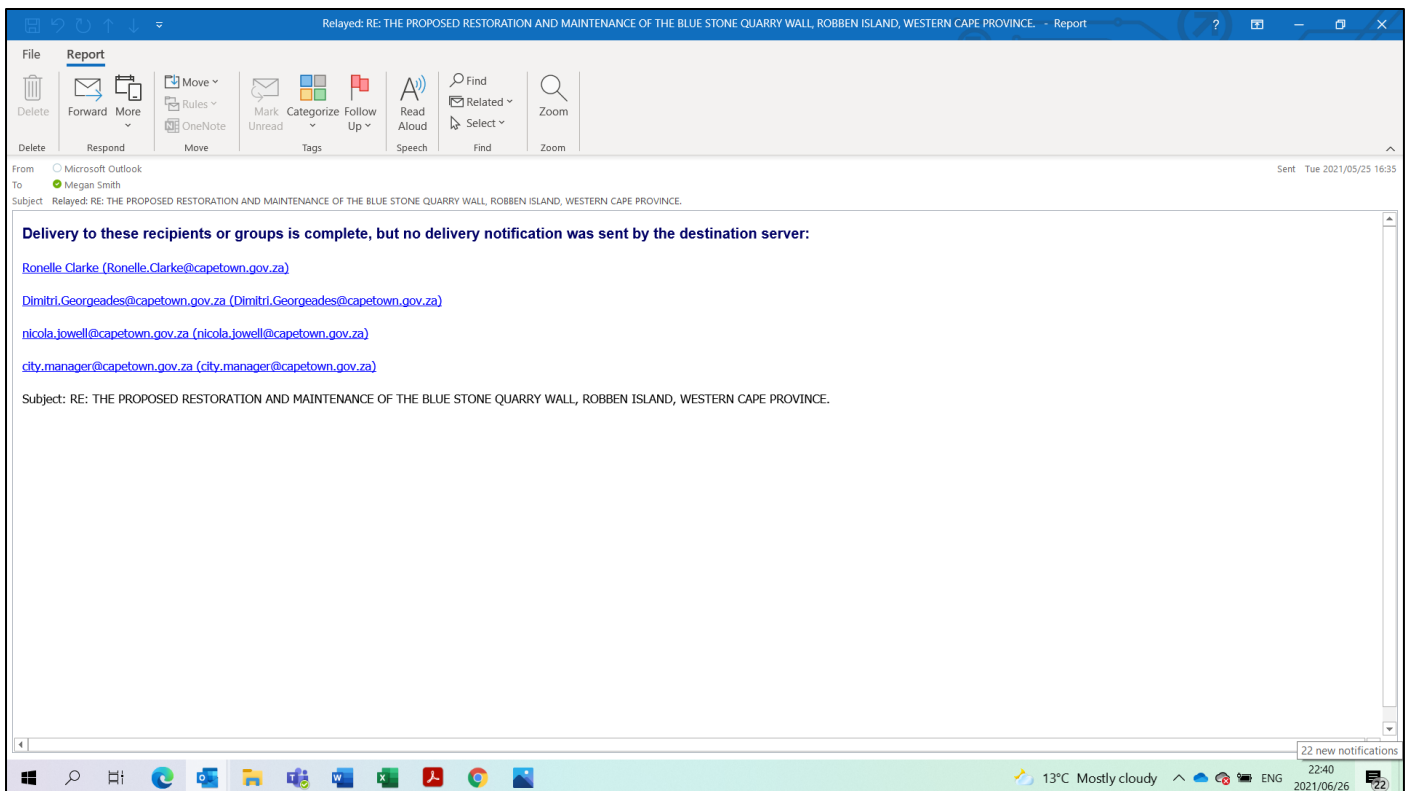 Relayed: RE: THE PROPOSED RESTORATION AND MAINTENANCE OF THE BLUE STONE QUARRY WALL, ROBBEN ISLAND, WESTERN CAPE PROVINCE. - Report
File Report
Delete
Forward
More
Move
Rules
OneNote
Mark Unread
Categorize
Follow Up
Read Aloud
Find
Related
Select
Zoom
Delete Respond Move Tags Speech Find Zoom
From Microsoft Outlook Sent Tue 2021/05/25 16:35
To Megan Smith
Subject Relayed: RE: THE PROPOSED RESTORATION AND MAINTENANCE OF THE BLUE STONE QUARRY WALL, ROBBEN ISLAND, WESTERN CAPE PROVINCE.
Delivery to these recipients or groups is complete, but no delivery notification was sent by the destination server:
Ronelle Clarke (Ronelle.Clarke@capetown.gov.za)
Dimitri.Georgeades@capetown.gov.za (Dimitri.Georgeades@capetown.gov.za)
nicola.jowell@capetown.gov.za (nicola.jowell@capetown.gov.za)
city.manager@capetown.gov.za (city.manager@capetown.gov.za)
Subject: RE: THE PROPOSED RESTORATION AND MAINTENANCE OF THE BLUE STONE QUARRY WALL, ROBBEN ISLAND, WESTERN CAPE PROVINCE.
22 new notifications
13°C Mostly cloudy ENG 22:40
2021/06/26
22